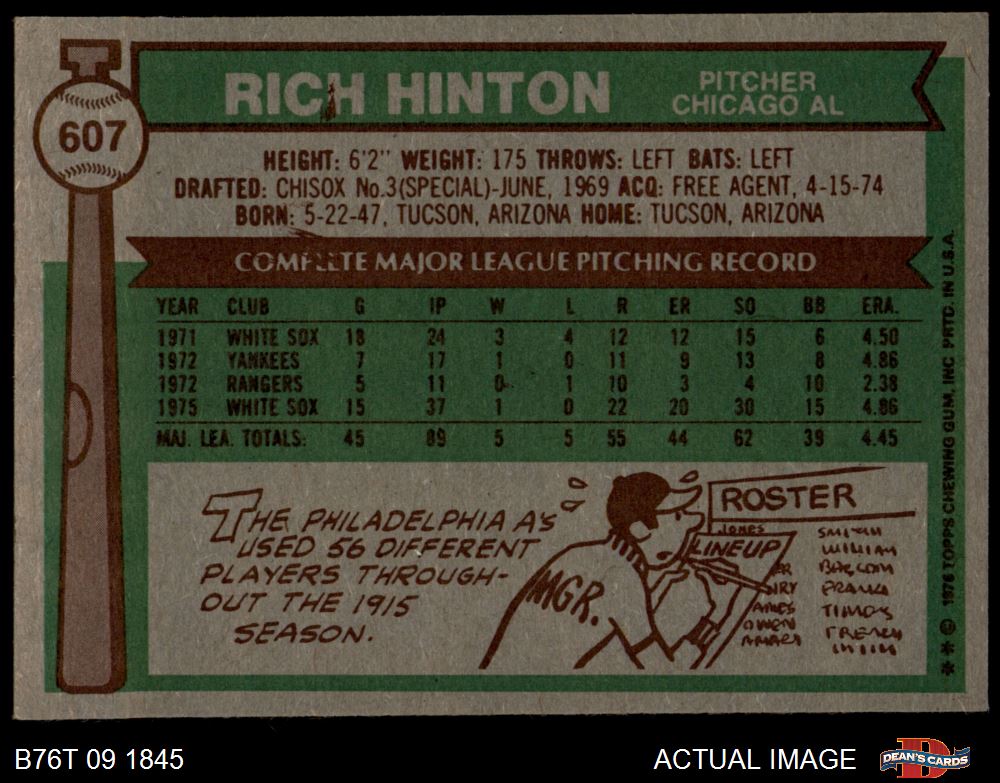 607
RICH HINTON
PITCHER
CHICAGO AL
HEIGHT: 6'2" WEIGHT: 175 THROWS: LEFT BATS: LEFT
DRAFTED: CHISOX No.3(SPECIAL)-JUNE, 1969 ACQ: FREE AGENT, 4-15-74
BORN: 5-22-47, TUCSON, ARIZONA HOME: TUCSON, ARIZONA
COMPLETE MAJOR LEAGUE PITCHING RECORD
YEAR CLUB G IP W L R ER SO BB ERA.
1971 WHITE SOX 18 24 3 4 12 12 15 6 4.50
1972 YANKEES 7 17 1 0 11 9 13 8 4.86
1972 RANGERS 5 11 0 1 10 3 4 10 2.38
1975 WHITE SOX 15 37 1 0 22 20 30 15 4.86
MAJ. LEA. TOTALS: 45 89 5 5 55 44 62 39 4.45
THE PHILADELPHIA A'S
USED 56 DIFFERENT
PLAYERS THROUGH-
OUT THE 1915
SEASON.
MGR.
ROSTER
JONES
LINEUP
SMITH
WILLIAM
OWEN
FRENCH
** © 1976 TOPPS CHEWING GUM, INC PRTD. IN U.S.A.
B76T 09 1845
ACTUAL IMAGE
D
DEAN'S CARDS